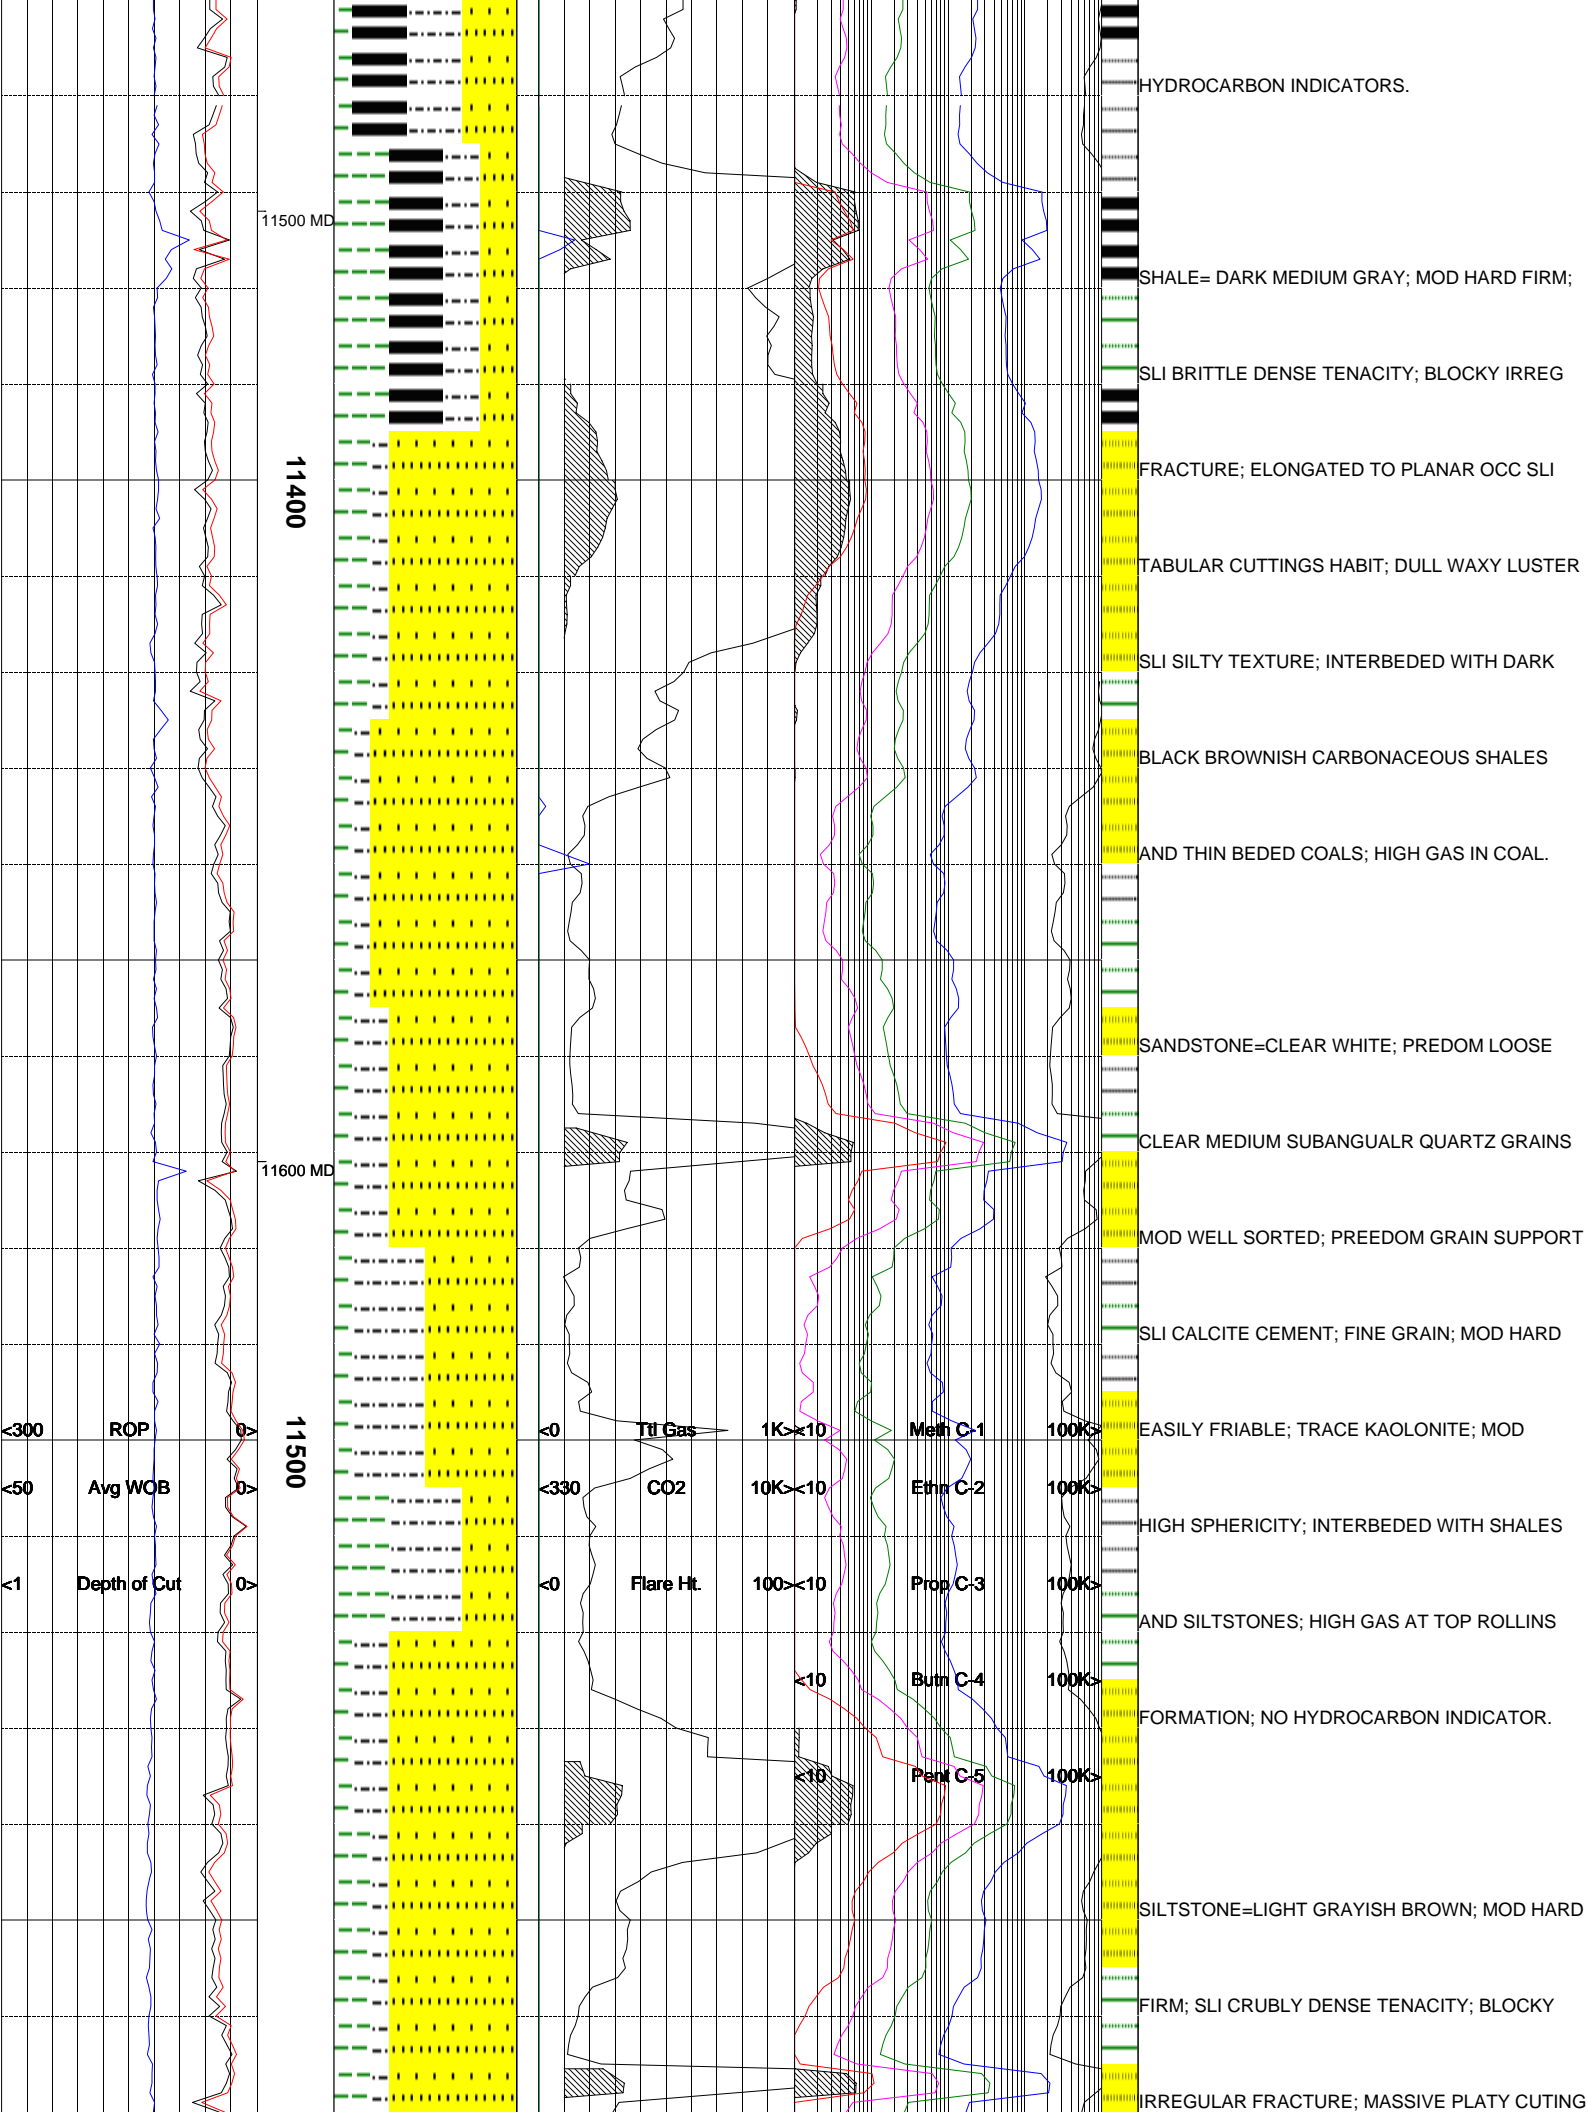 HYDROCARBON INDICATORS.
11500 MD
SHALE= DARK MEDIUM GRAY; MOD HARD FIRM;
SLI BRITTLE DENSE TENACITY; BLOCKY IRREG
11400
FRACTURE; ELONGATED TO PLANAR OCC SLI
TABULAR CUTTINGS HABIT; DULL WAXY LUSTER
SLI SILTY TEXTURE; INTERBEDED WITH DARK
BLACK BROWNISH CARBONACEOUS SHALES
AND THIN BEDED COALS; HIGH GAS IN COAL.
SANDSTONE=CLEAR WHITE; PREDOM LOOSE
CLEAR MEDIUM SUBANGUALR QUARTZ GRAINS
11600 MD
MOD WELL SORTED; PREEDOM GRAIN SUPPORT
SLI CALCITE CEMENT; FINE GRAIN; MOD HARD
<300 ROP 0> <0 Ttl Gas 1K> <10 Meth C-1 100K> EASILY FRIABLE; TRACE KAOLONITE; MOD
11500
<50 Avg WOB 0> <330 CO2 10K> <10 Ethn C-2 100K>
HIGH SPHERICITY; INTERBEDED WITH SHALES
<1 Depth of Cut 0> <0 Flare Ht. 100> <10 Prop C-3 100K>
AND SILTSTONES; HIGH GAS AT TOP ROLLINS
<10 Butn C-4 100K>
FORMATION; NO HYDROCARBON INDICATOR.
<10 Pent C-5 100K>
SILTSTONE=LIGHT GRAYISH BROWN; MOD HARD
FIRM; SLI CRUBLY DENSE TENACITY; BLOCKY
IRREGULAR FRACTURE; MASSIVE PLATY CUTING